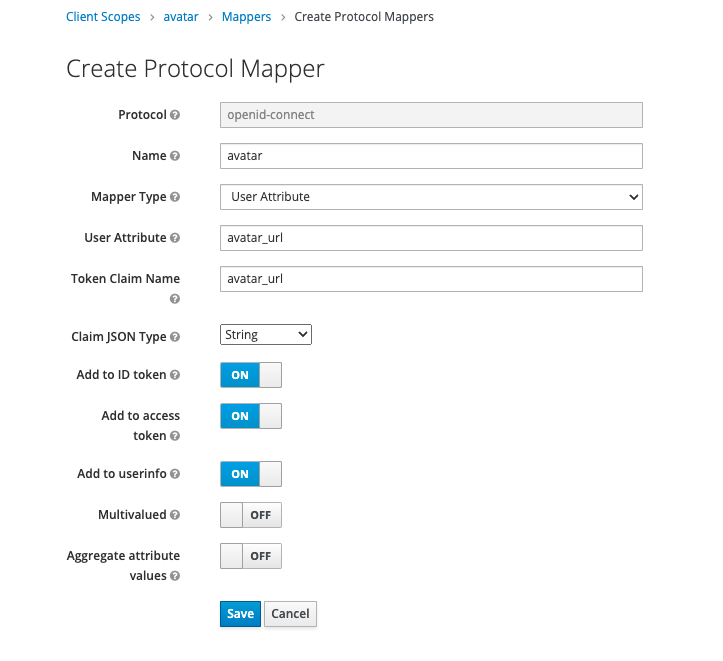 Client Scopes > avatar > Mappers > Create Protocol Mappers
Create Protocol Mapper
Protocol ?
openid-connect
Name ?
avatar
Mapper Type ?
User Attribute
User Attribute ?
avatar_url
Token Claim Name
?
avatar_url
Claim JSON Type ?
String
Add to ID token ?
ON
Add to access
token ?
ON
Add to userinfo ?
ON
Multivalued ?
OFF
Aggregate attribute
values ?
OFF
Save Cancel